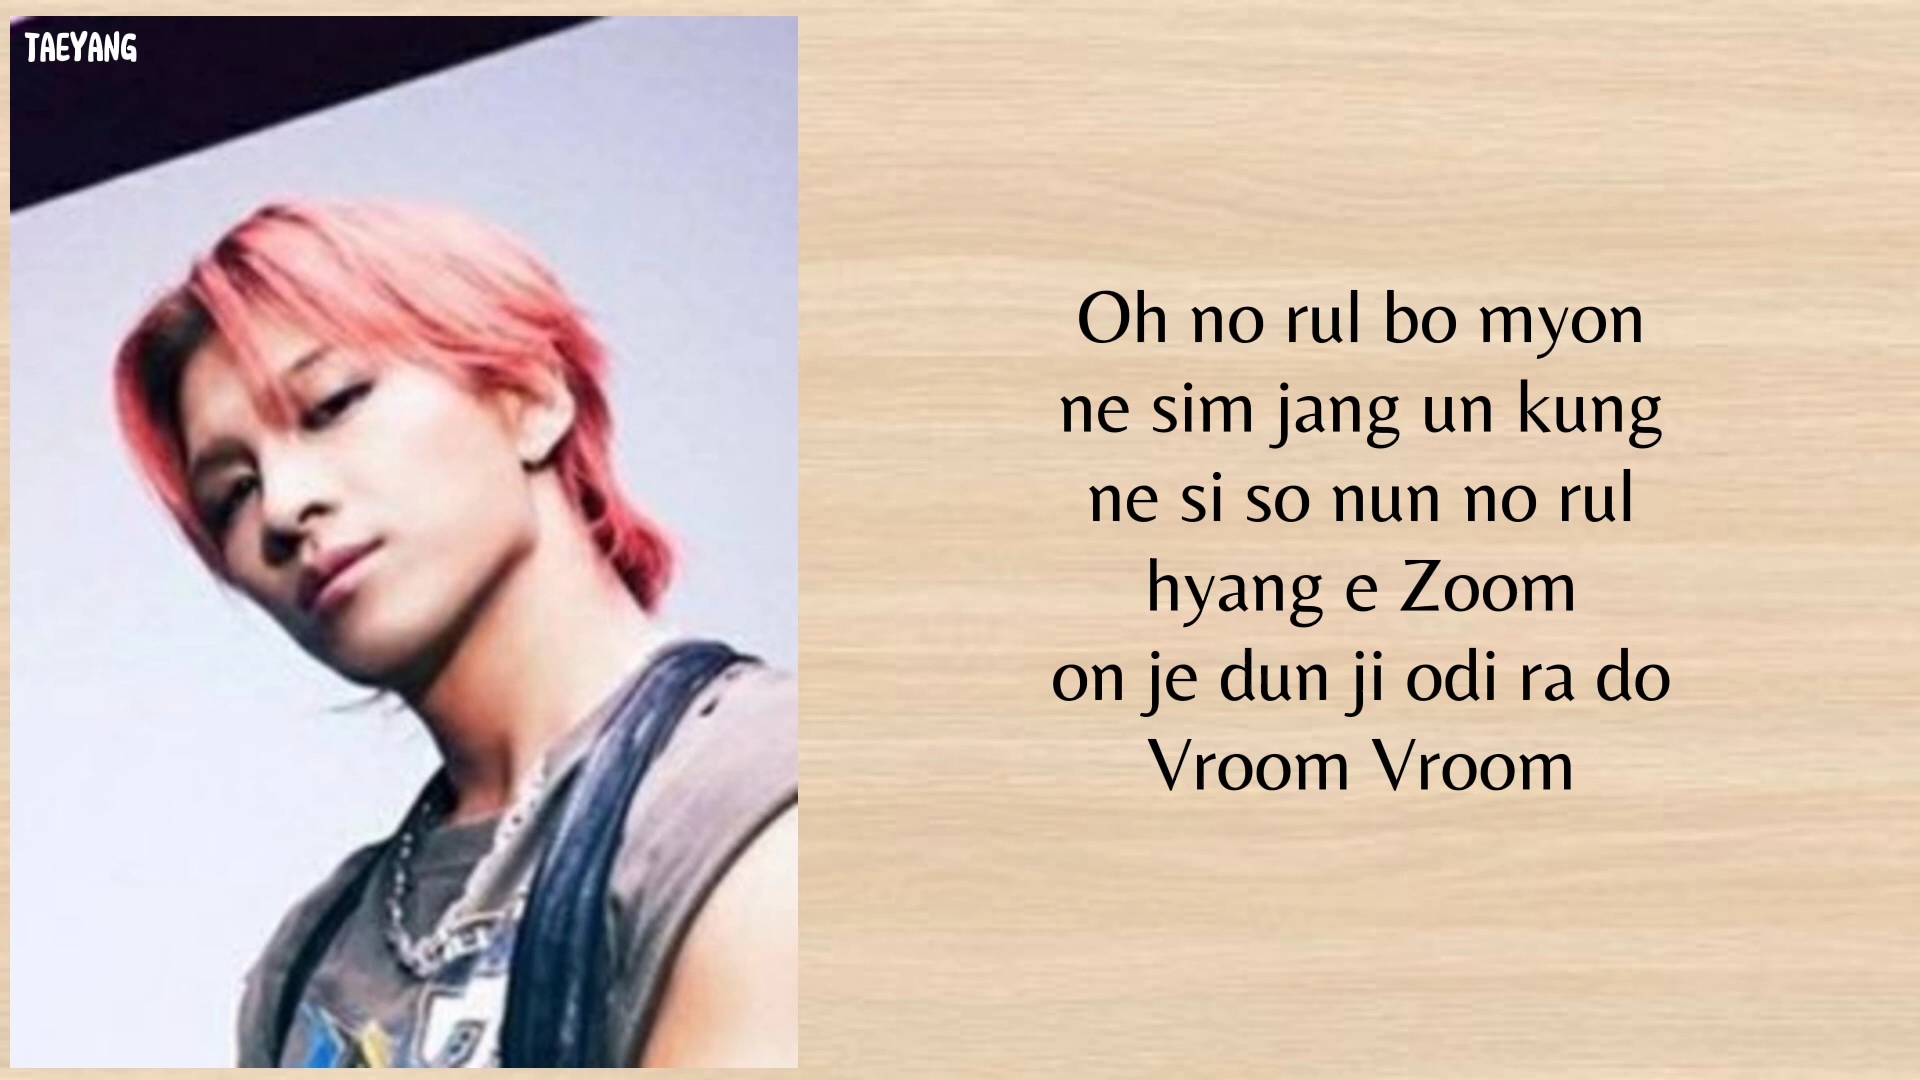 TAEYANG
Oh no rul bo myon
ne sim jang un kung
ne si so nun no rul
hyang e Zoom
on je dun ji odi ra do
Vroom Vroom